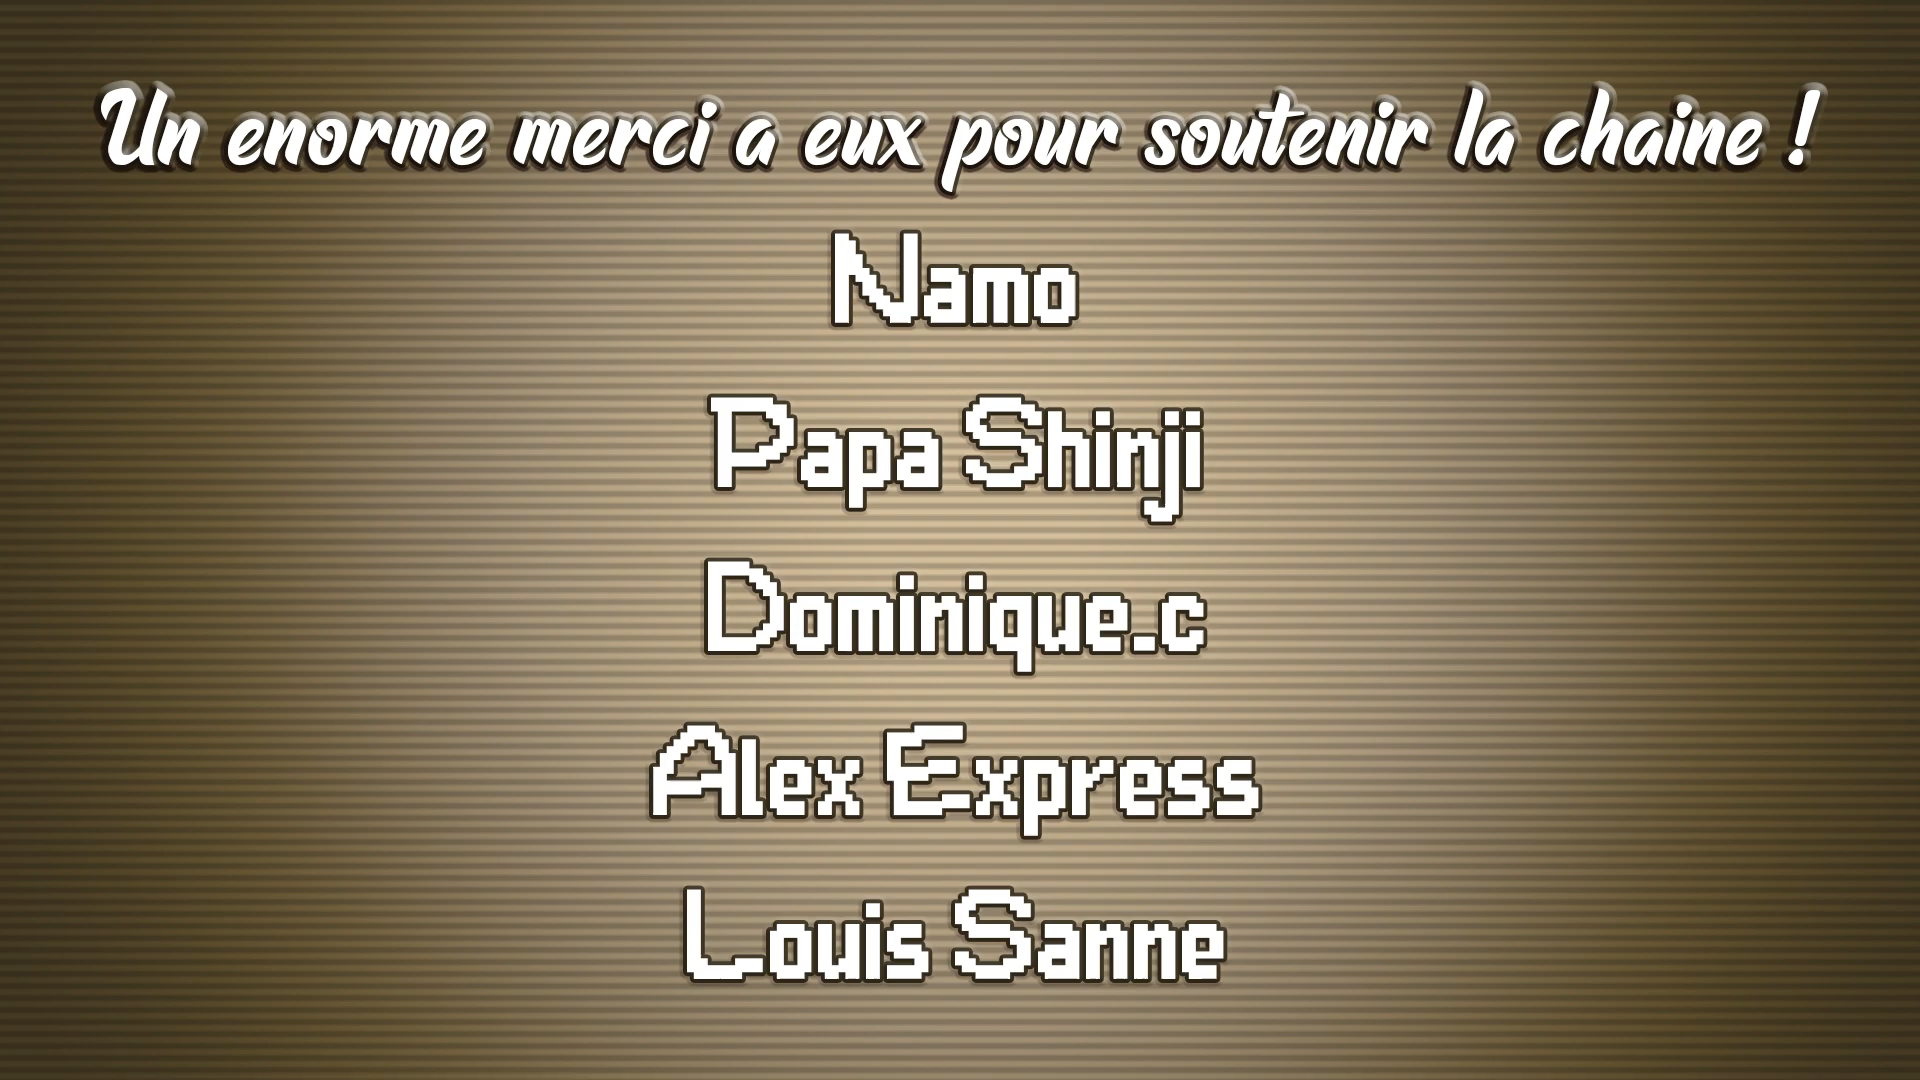 Un enorme merci a eux pour soutenir la chaine !
Namo
Papa Shinji
Dominique.c
Alex Express
Louis Sanne